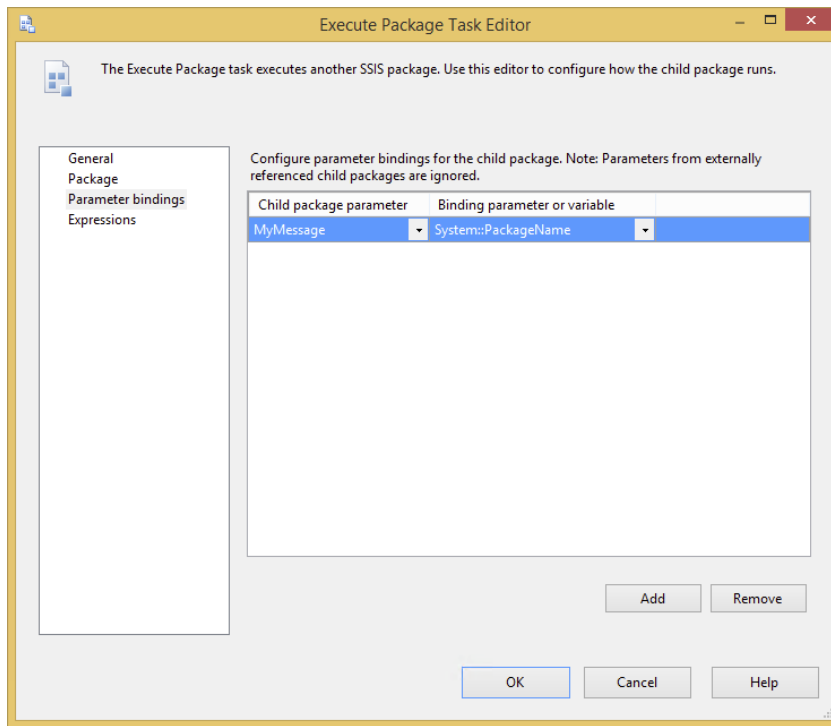 Execute Package Task Editor
The Execute Package task executes another SSIS package. Use this editor to configure how the child package runs.
General
Package
Parameter bindings
Expressions
Configure parameter bindings for the child package. Note: Parameters from externally
referenced child packages are ignored.
Child package parameter Binding parameter or variable
MyMessage System::PackageName
Add Remove
OK Cancel Help